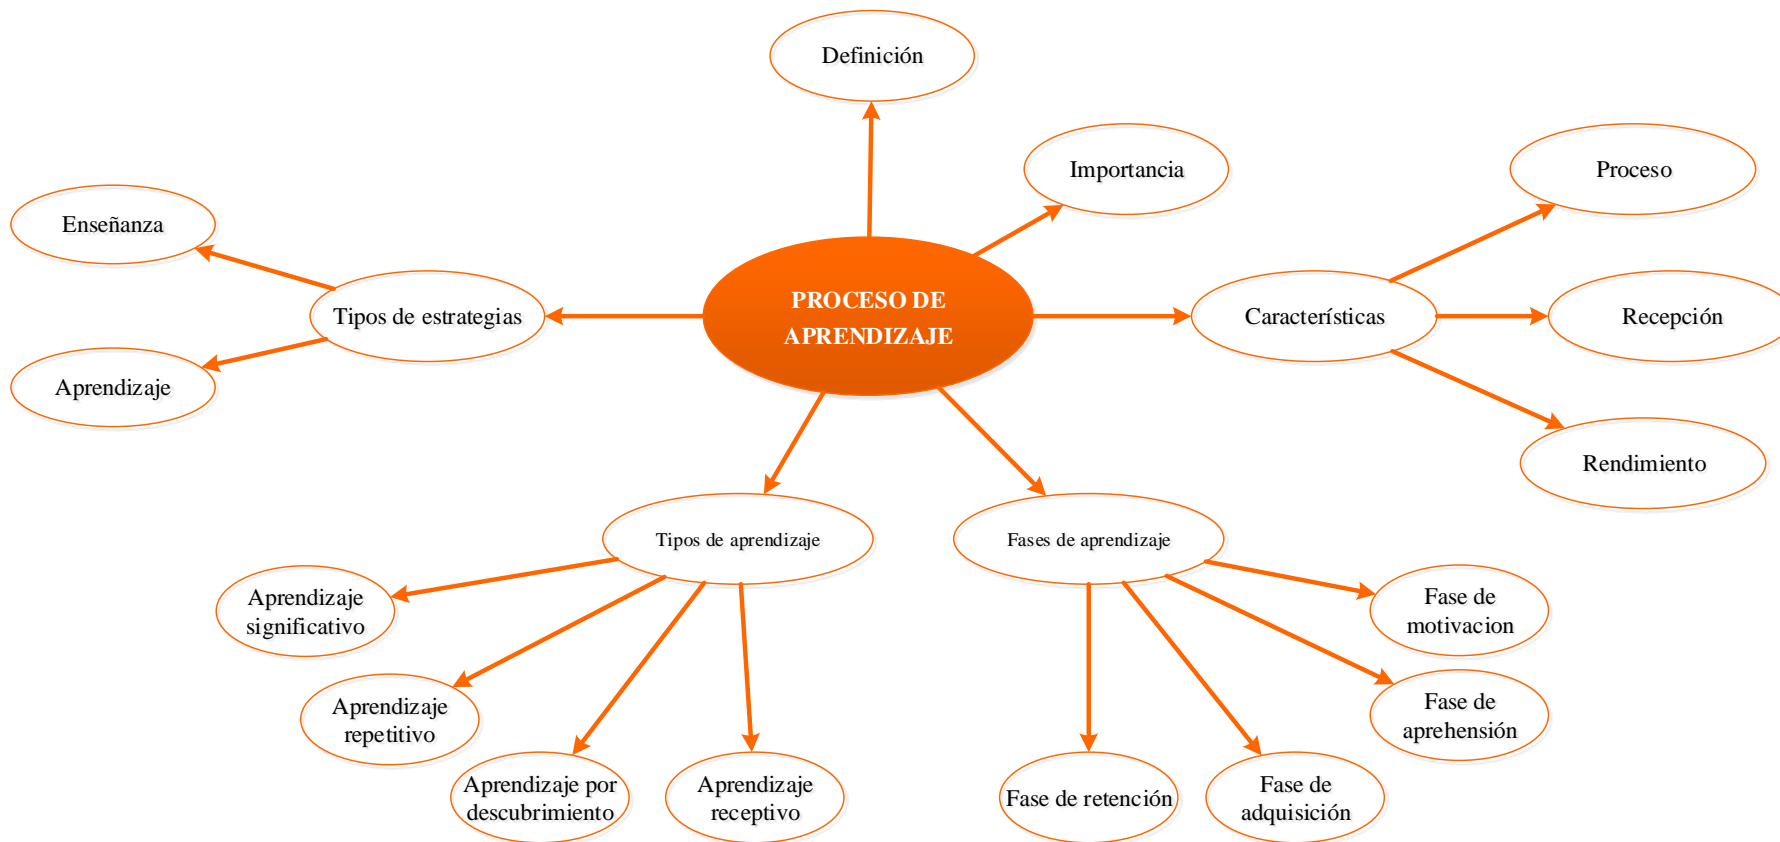 Definición
Importancia
Proceso
Enseñanza
PROCESO DE
APRENDIZAJE
Tipos de estrategias
Características
Recepción
Aprendizaje
Rendimiento
Tipos de aprendizaje
Fases de aprendizaje
Aprendizaje
significativo
Fase de
motivacion
Aprendizaje
repetitivo
Fase de
aprehensión
Aprendizaje por
descubrimiento
Aprendizaje
receptivo
Fase de retención
Fase de
adquisición